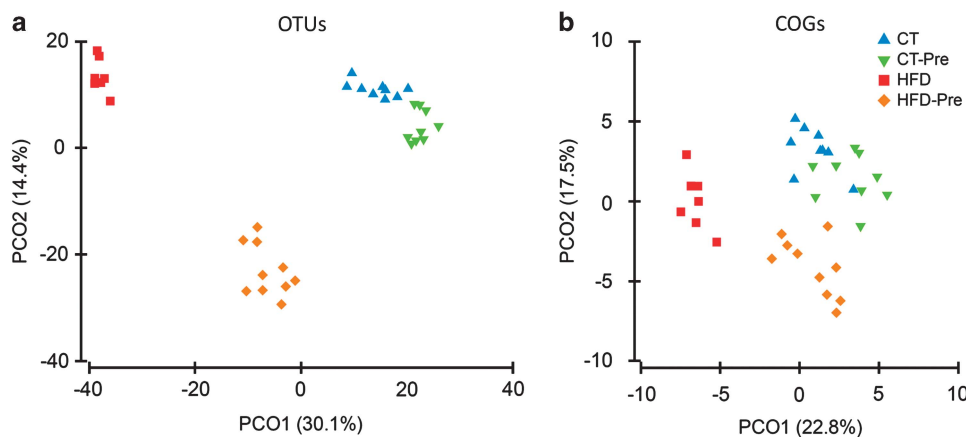 a
OTUs
20
0
-20
-40
-40
-20
0
20
40
PCO2 (14.4%)
PCO1 (30.1%)
b
COGs
10
5
0
-5
-10
-10
-5
0
5
10
PCO2 (17.5%)
PCO1 (22.8%)
CT
CT-Pre
HFD
HFD-Pre